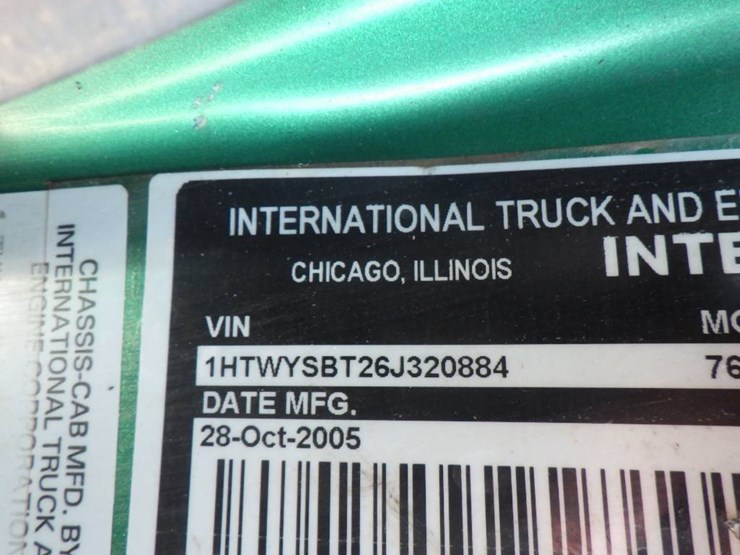 INTERNATIONAL TRUCK AND E
INTE
CHICAGO, ILLINOIS
VIN
MO
1HTWYSBT26J320884
76
DATE MFG.
28-Oct-2005
CHASSIS-CAB MFD. BY
INTERNATIONAL TRUCK A
ENGINE CORPORATION